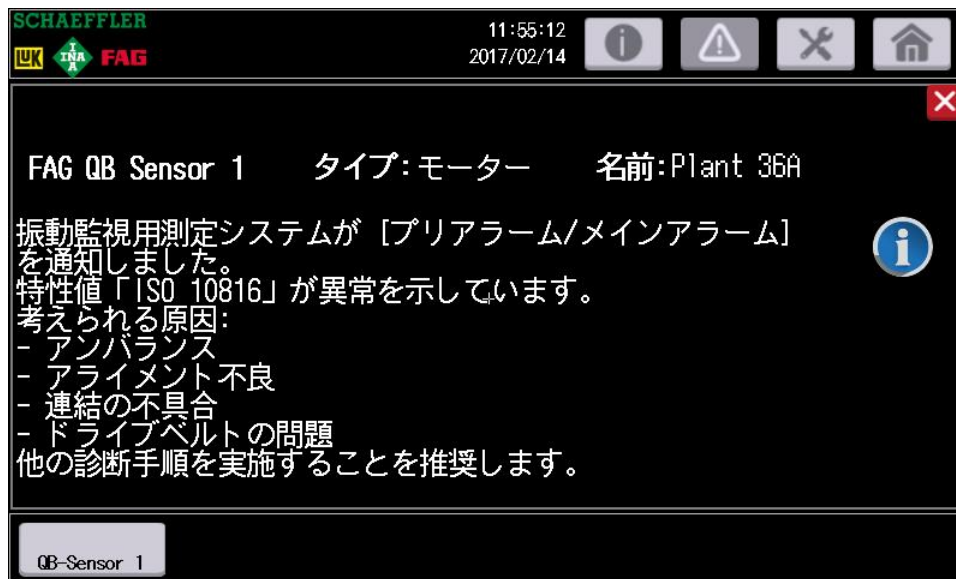 SCHAEFFLER
LUK INA FAG
11:55:12
2017/02/14
FAG QB Sensor 1 タイプ:モーター 名前:Plant 36A
振動監視用測定システムが [プリアラーム/メインアラーム]
を通知しました。
特性値「ISO 10816」が異常を示しています。
考えられる原因:
- アンバランス
- アライメント不良
- 連結の不具合
- ドライブベルトの問題
他の診断手順を実施することを推奨します。
QB-Sensor 1